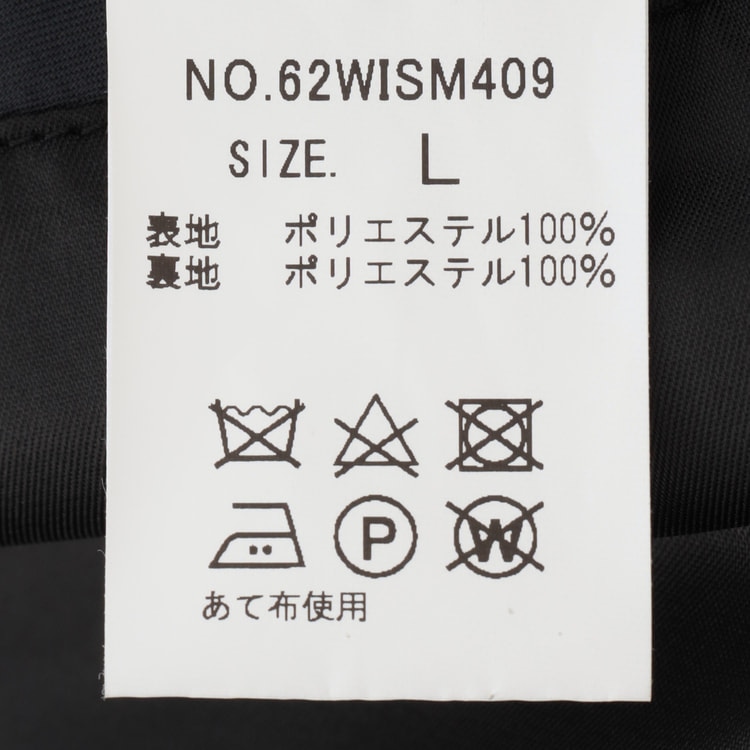 NO.62WISM409
SIZE. L
表地 ポリエステル100%
裏地 ポリエステル100%
P W
あて布使用